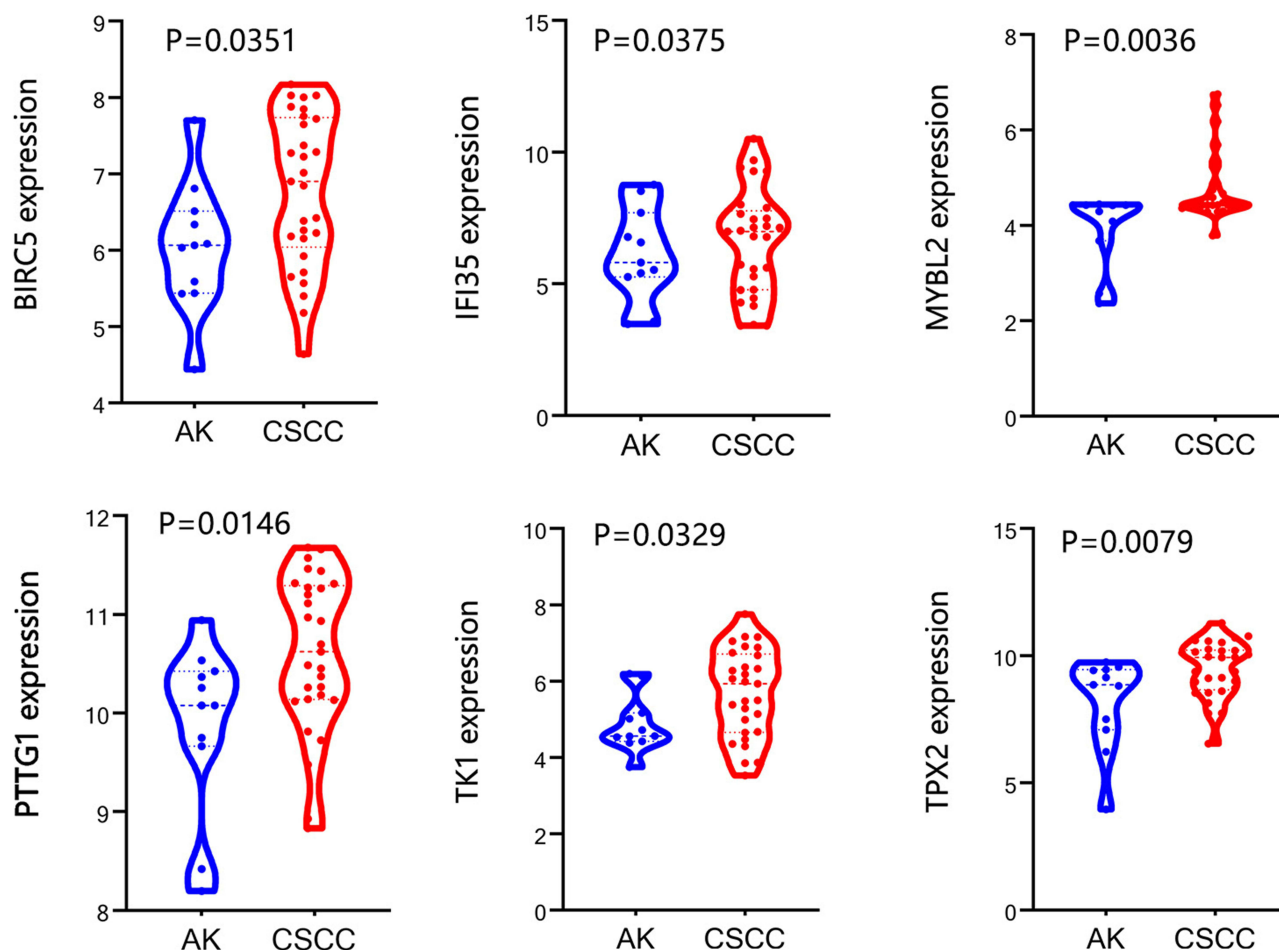 BIRC5 expression
9
8
7
6
5
4
P=0.0351
AK
CSCC
IFI35 expression
15
10
5
0
P=0.0375
AK
CSCC
MYBL2 expression
8
6
4
2
0
P=0.0036
AK
CSCC
PTTG1 expression
12
11
10
9
8
P=0.0146
AK
CSCC
TK1 expression
10
8
6
4
2
0
P=0.0329
AK
CSCC
TPX2 expression
15
10
5
0
P=0.0079
AK
CSCC